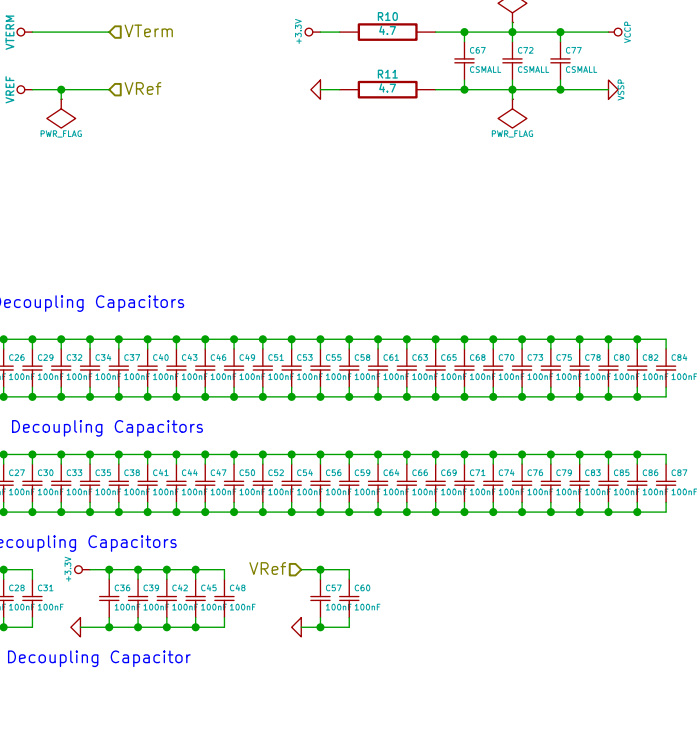 VTERM
VTerm
VREF
VRef
PWR_FLAG
+3.3V
R10
4.7
C67
CSMALL
C72
CSMALL
C77
CSMALL
VCCP
R11
4.7
VSSP
PWR_FLAG
Decoupling Capacitors
C26 C29 C32 C34 C37 C40 C43 C46 C49 C51 C53 C55 C58 C61 C63 C65 C68 C70 C73 C75 C78 C80 C82 C84
100nF 100nF 100nF 100nF 100nF 100nF 100nF 100nF 100nF 100nF 100nF 100nF 100nF 100nF 100nF 100nF 100nF 100nF 100nF 100nF 100nF 100nF 100nF 100nF
Decoupling Capacitors
C27 C30 C33 C35 C38 C41 C44 C47 C50 C52 C54 C56 C59 C64 C66 C69 C71 C74 C76 C79 C83 C85 C86 C87
100nF 100nF 100nF 100nF 100nF 100nF 100nF 100nF 100nF 100nF 100nF 100nF 100nF 100nF 100nF 100nF 100nF 100nF 100nF 100nF 100nF 100nF 100nF 100nF
ecoupling Capacitors
+3.3V
VRef
C28 C31 C36 C39 C42 C45 C48 C57 C60
100nF 100nF 100nF 100nF 100nF 100nF 100nF 100nF 100nF
Decoupling Capacitor